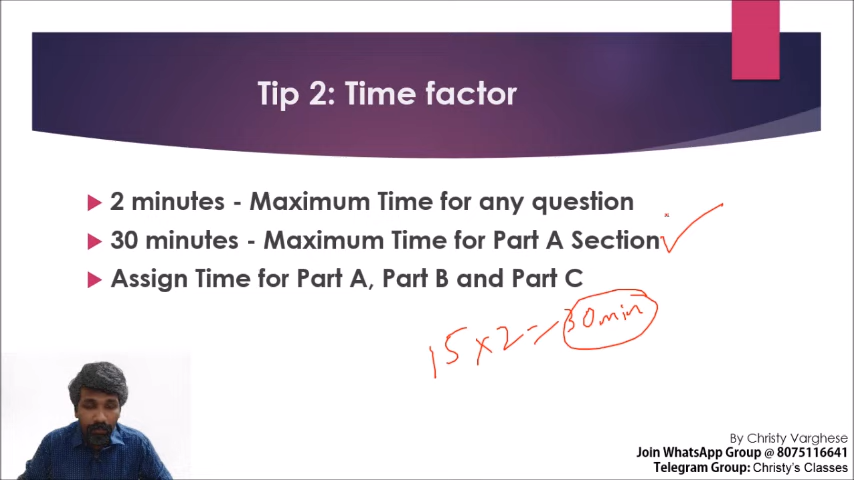 Tip 2: Time factor
2 minutes - Maximum Time for any question
30 minutes - Maximum Time for Part A Section
Assign Time for Part A, Part B and Part C
15 x 2 = 30 min
By Christy Varghese
Join WhatsApp Group @ 8075116641
Telegram Group: Christy's Classes